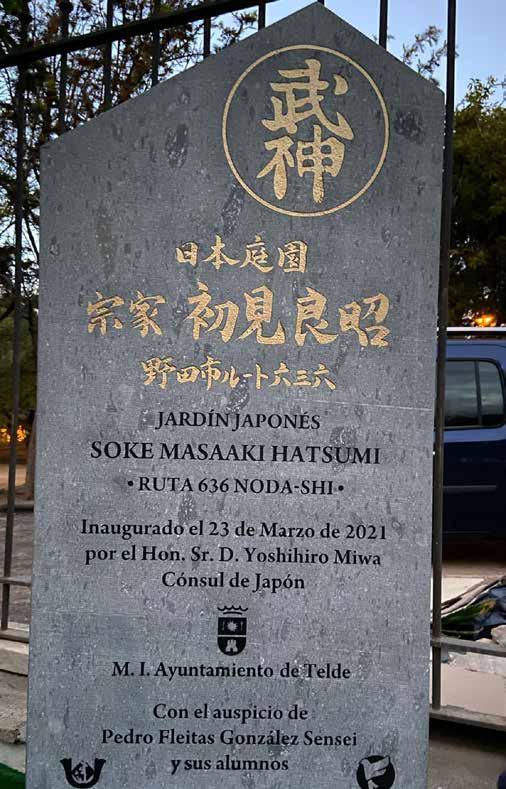 武神
日本庭園
宗家 初見良昭
野田市ルート六三六
JARDÍN JAPONÉS
SOKE MASAAKI HATSUMI
• RUTA 636 NODA-SHI •
Inaugurado el 23 de Marzo de 2021
por el Hon. Sr. D. Yoshihiro Miwa
Cónsul de Japón
M. I. Ayuntamiento de Telde
Con el auspicio de
Pedro Fleitas González Sensei
y sus alumnos